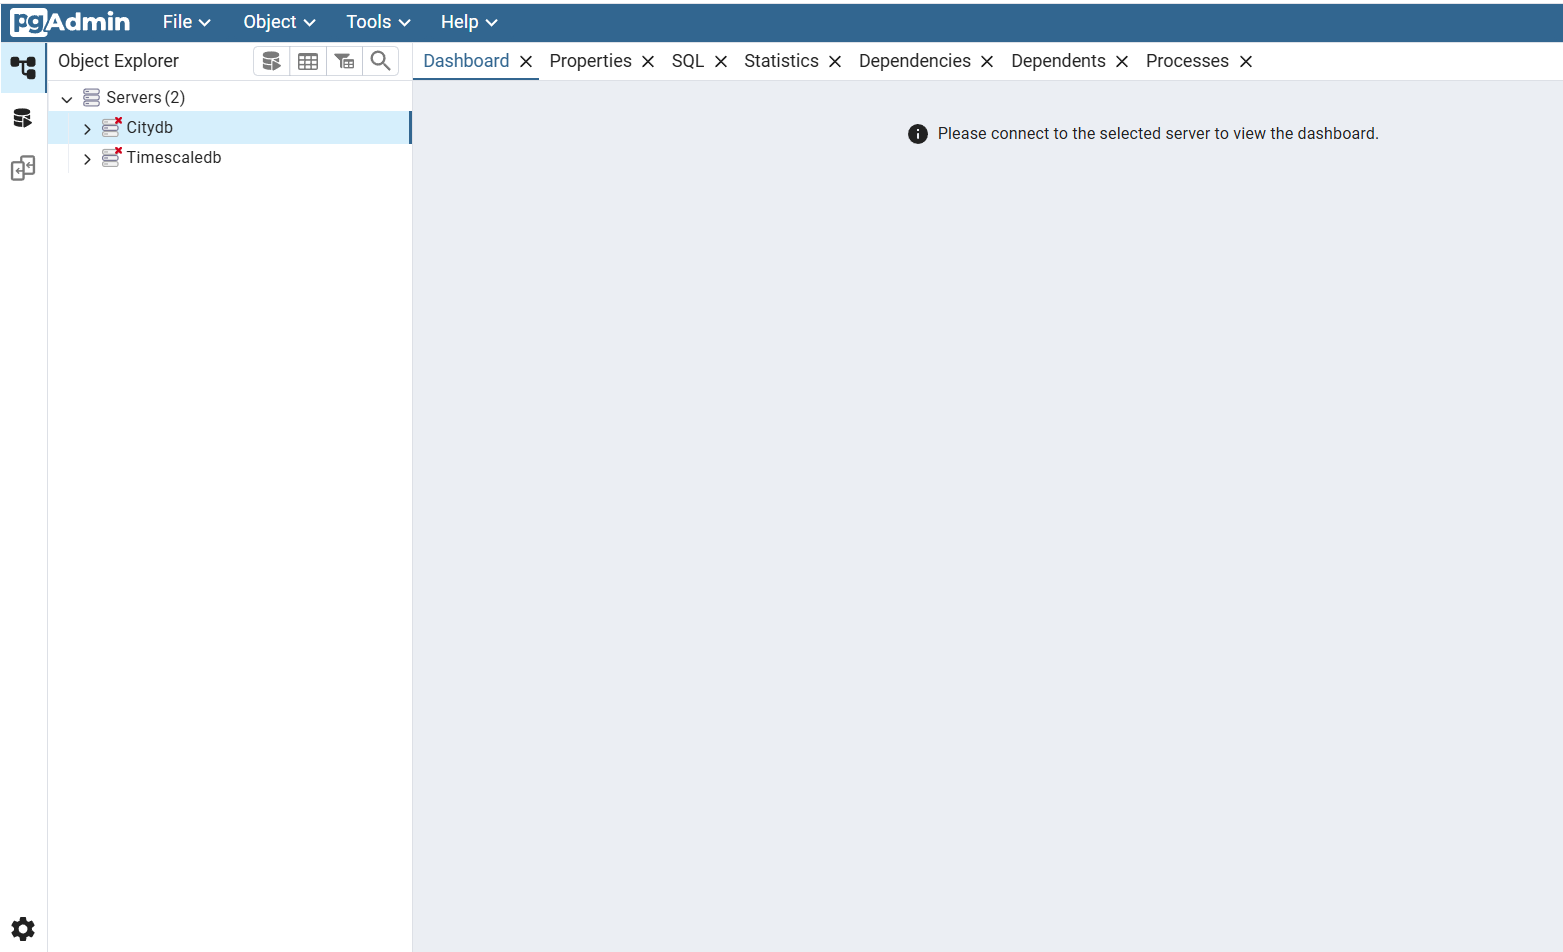 pgAdmin File Object Tools Help
Object Explorer
Dashboard Properties SQL Statistics Dependencies Dependents Processes
Servers (2)
Citydb
Timescaledb
Please connect to the selected server to view the dashboard.